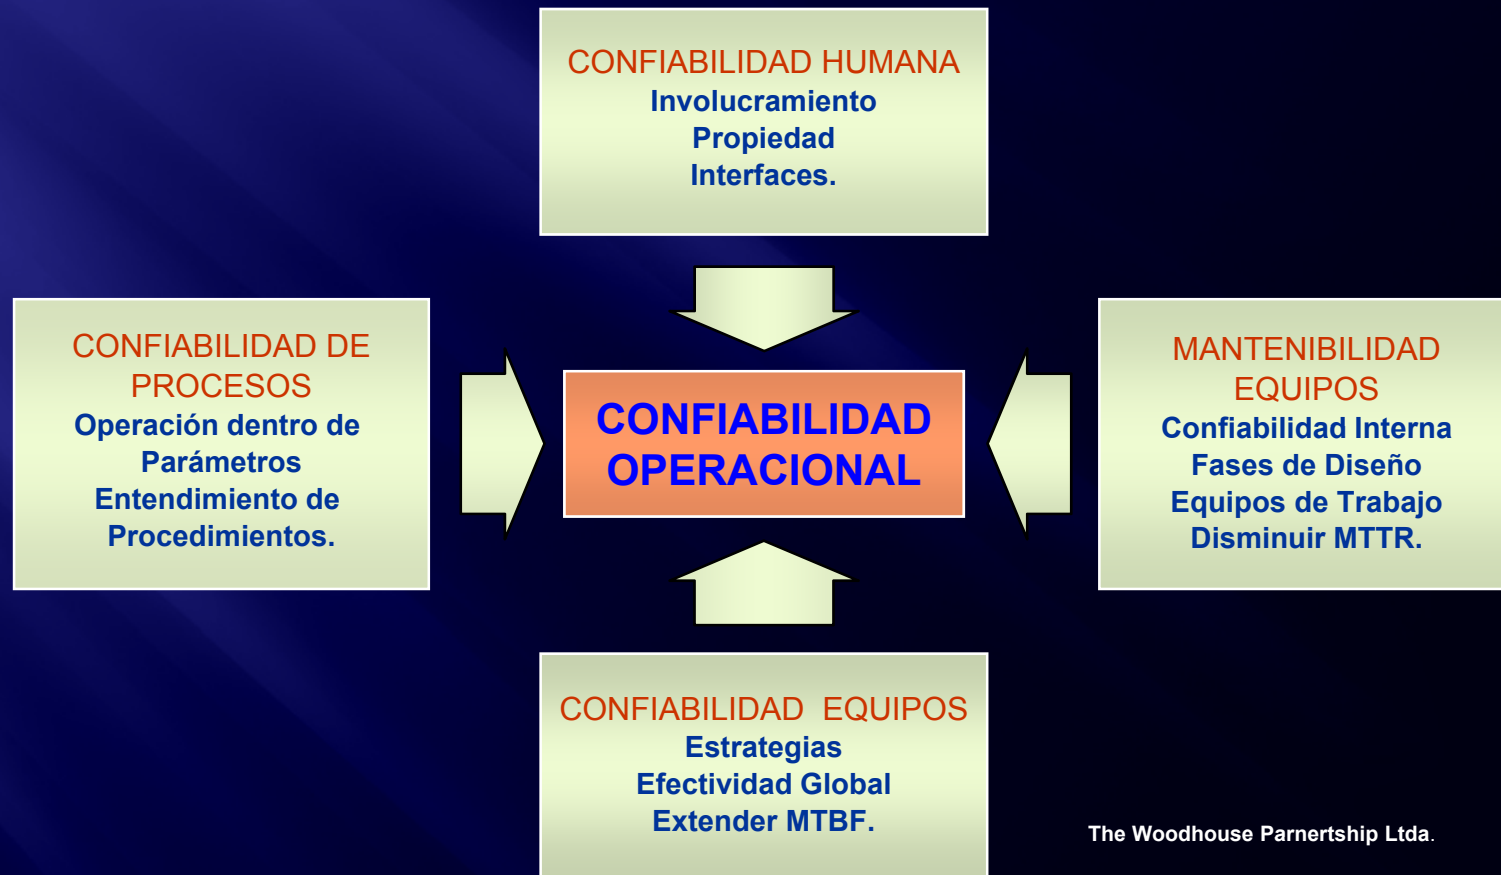 CONFIABILIDAD HUMANA
Involucramiento
Propiedad
Interfaces.
CONFIABILIDAD DE
PROCESOS
Operación dentro de
Parámetros
Entendimiento de
Procedimientos.
CONFIABILIDAD
OPERACIONAL
MANTENIBILIDAD
EQUIPOS
Confiabilidad Interna
Fases de Diseño
Equipos de Trabajo
Disminuir MTTR.
CONFIABILIDAD  EQUIPOS
Estrategias
Efectividad Global
Extender MTBF.
The Woodhouse Parnertship Ltda.